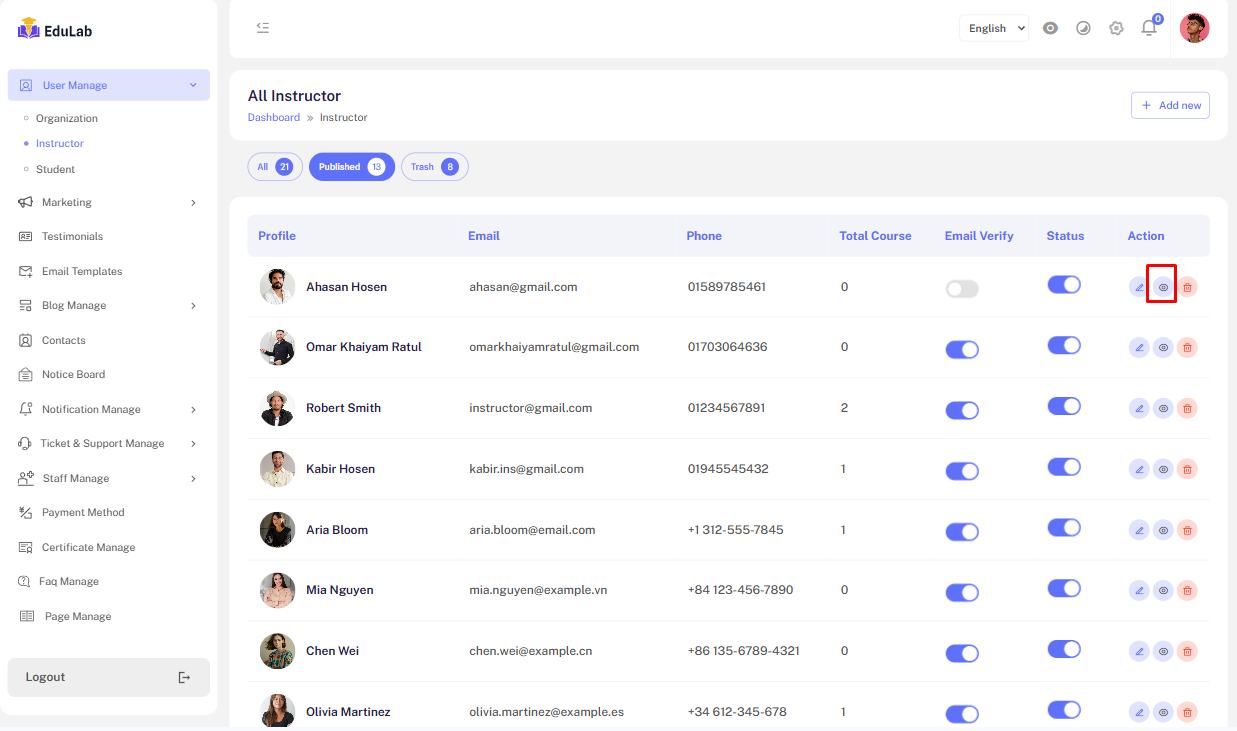 EduLab
English
0
User Manage
Organization
Instructor
Student
Marketing
Testimonials
Email Templates
Blog Manage
Contacts
Notice Board
Notification Manage
Ticket & Support Manage
Staff Manage
Payment Method
Certificate Manage
Faq Manage
Page Manage
Logout
All Instructor
Dashboard » Instructor
+ Add new
All 21 Published 13 Trash 8
Profile Email Phone Total Course Email Verify Status Action
Ahasan Hosen ahasan@gmail.com 01589785461 0
Omar Khaiyam Ratul omarkhaiyamratul@gmail.com 01703064636 0
Robert Smith instructor@gmail.com 01234567891 2
Kabir Hosen kabir.ins@gmail.com 01945545432 1
Aria Bloom aria.bloom@email.com +1 312-555-7845 1
Mia Nguyen mia.nguyen@example.vn +84 123-456-7890 0
Chen Wei chen.wei@example.cn +86 135-6789-4321 0
Olivia Martinez olivia.martinez@example.es +34 612-345-678 1